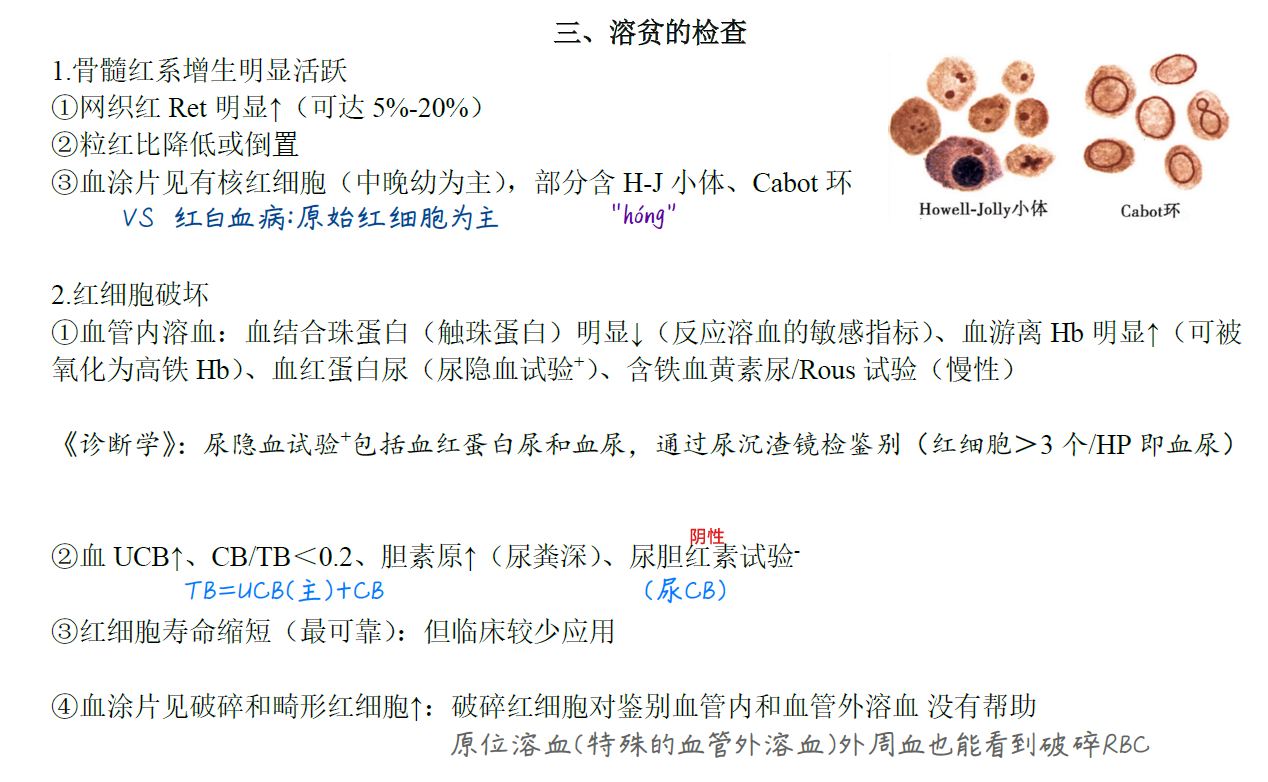 三、溶贫的检查
1.骨髓红系增生明显活跃
①网织红 Ret 明显↑（可达 5%-20%）
②粒红比降低或倒置
③血涂片见有核红细胞（中晚幼为主），部分含 H-J 小体、Cabot 环
VS 红白血病:原始红细胞为主
"hóng"
Howell-Jolly小体
Cabot环
2.红细胞破坏
①血管内溶血：血结合珠蛋白（触珠蛋白）明显↓（反应溶血的敏感指标）、血游离 Hb 明显↑（可被
氧化为高铁 Hb）、血红蛋白尿（尿隐血试验⁺）、含铁血黄素尿/Rous 试验（慢性）
《诊断学》：尿隐血试验⁺包括血红蛋白尿和血尿，通过尿沉渣镜检鉴别（红细胞＞3 个/HP 即血尿）
阴性
②血 UCB↑、CB/TB＜0.2、胆素原↑（尿粪深）、尿胆红素试验⁻
TB=UCB(主)+CB
(尿CB)
③红细胞寿命缩短（最可靠）：但临床较少应用
④血涂片见破碎和畸形红细胞↑：破碎红细胞对鉴别血管内和血管外溶血 没有帮助
原位溶血(特殊的血管外溶血)外周血也能看到破碎RBC